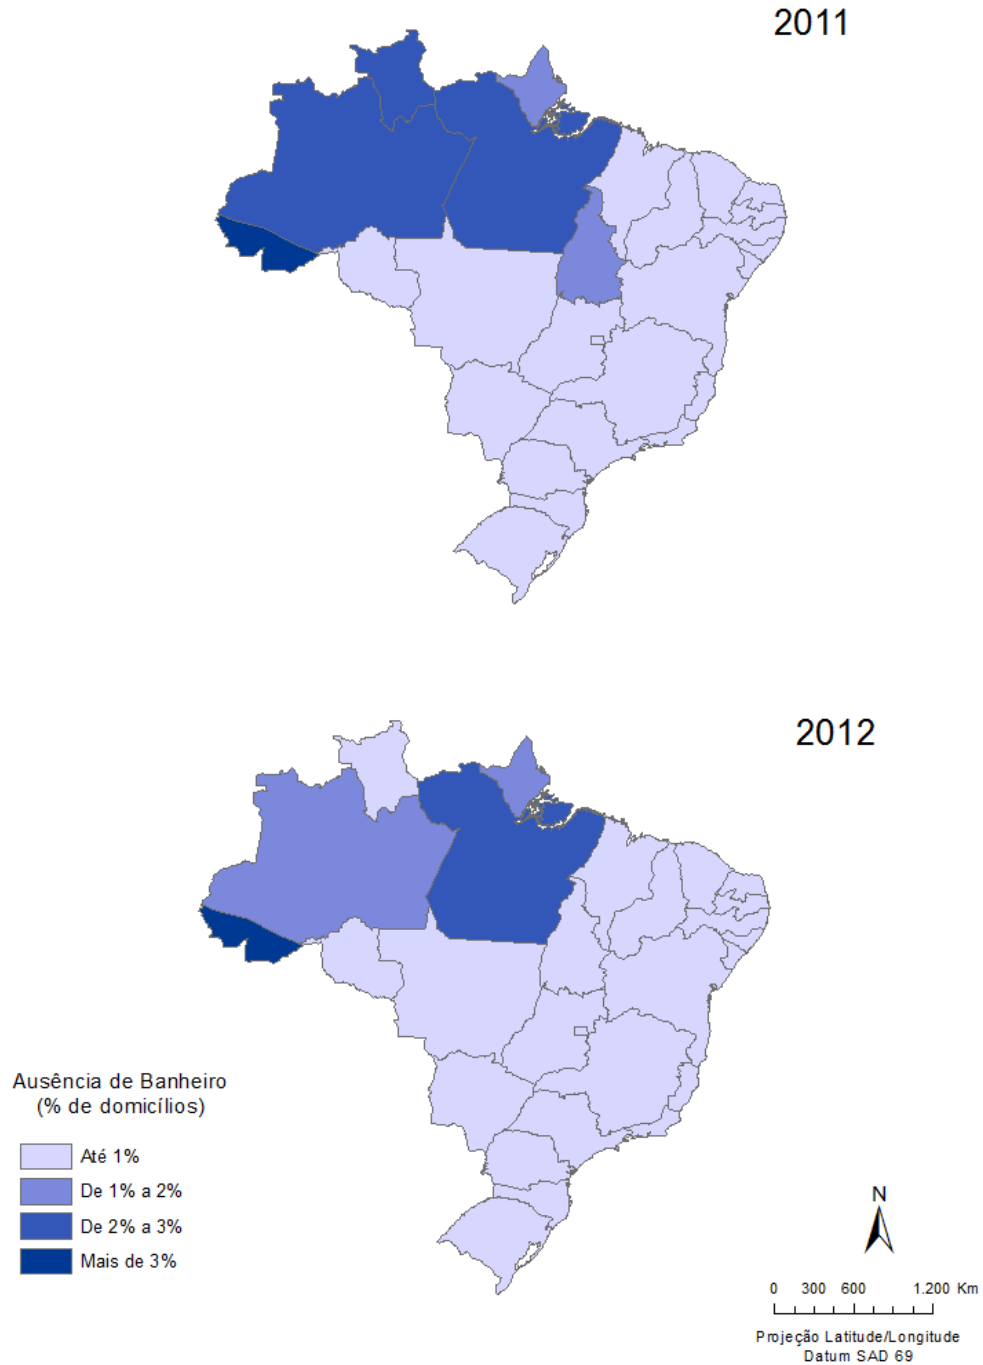 2011
2012
Ausência de Banheiro
(% de domicílios)
Até 1%
De 1% a 2%
De 2% a 3%
Mais de 3%
N
0 300 600 1.200 Km
Projeção Latitude/Longitude
Datum SAD 69